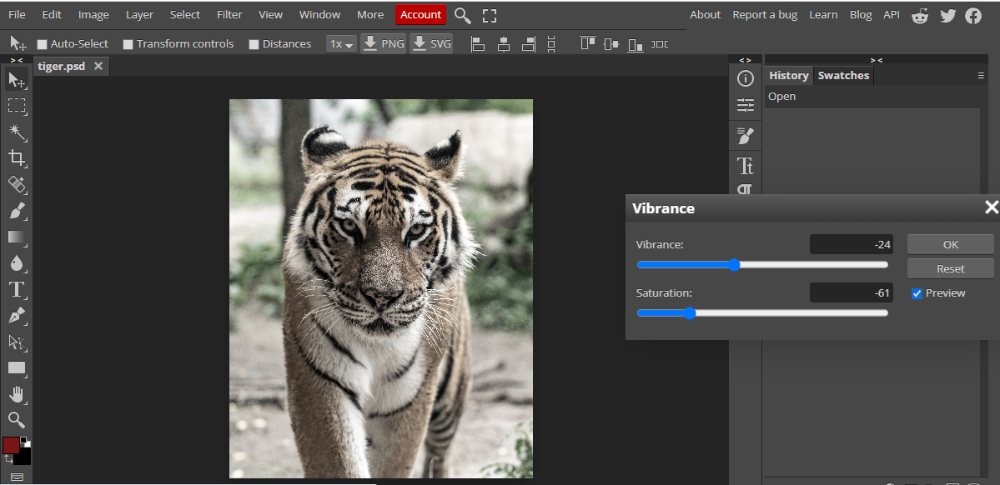 File Edit Image Layer Select Filter View Window More Account About Report a bug Learn Blog API
Auto-Select Transform controls Distances 1x PNG SVG
> < < > > <
tiger.psd
History Swatches
Open
Vibrance
Vibrance: -24 OK
Reset
Saturation: -61 Preview